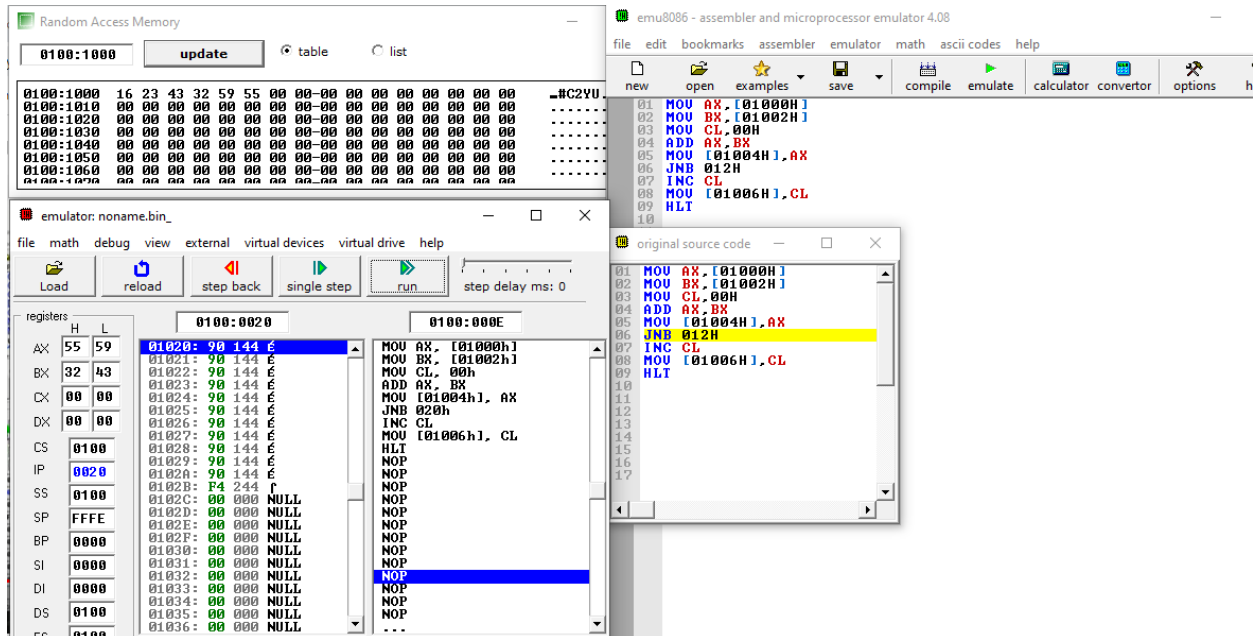 Random Access Memory
0100:1000 update table list
0100:1000 16 23 43 32 59 55 00 00-00 00 00 00 00 00 00 00 #C2YU.
0100:1010 00 00 00 00 00 00 00 00-00 00 00 00 00 00 00 00 .......
0100:1020 00 00 00 00 00 00 00 00-00 00 00 00 00 00 00 00 .......
0100:1030 00 00 00 00 00 00 00 00-00 00 00 00 00 00 00 00 .......
0100:1040 00 00 00 00 00 00 00 00-00 00 00 00 00 00 00 00 .......
0100:1050 00 00 00 00 00 00 00 00-00 00 00 00 00 00 00 00 .......
0100:1060 00 00 00 00 00 00 00 00-00 00 00 00 00 00 00 00 .......
0100:1070 00 00 00 00 00 00 00 00-00 00 00 00 00 00 00 00
emu8086 - assembler and microprocessor emulator 4.08
file edit bookmarks assembler emulator math ascii codes help
new open examples save compile emulate calculator convertor options
01 MOV AX,[01000H]
02 MOV BX,[01002H]
03 MOV CL,00H
04 ADD AX,BX
05 MOV [01004H],AX
06 JNB 012H
07 INC CL
08 MOV [01006H],CL
09 HLT
10
emulator: noname.bin_
file math debug view external virtual devices virtual drive help
Load reload step back single step run step delay ms: 0
registers
H L
AX 55 59
BX 32 43
CX 00 00
DX 00 00
CS 0100
IP 0020
SS 0100
SP FFFE
BP 0000
SI 0000
DI 0000
DS 0100
ES 0100
0100:0020
01020: 90 144 É
01021: 90 144 É
01022: 90 144 É
01023: 90 144 É
01024: 90 144 É
01025: 90 144 É
01026: 90 144 É
01027: 90 144 É
01028: 90 144 É
01029: 90 144 É
0102A: 90 144 É
0102B: F4 244 ⌠
0102C: 00 000 NULL
0102D: 00 000 NULL
0102E: 00 000 NULL
0102F: 00 000 NULL
01030: 00 000 NULL
01031: 00 000 NULL
01032: 00 000 NULL
01033: 00 000 NULL
01034: 00 000 NULL
01035: 00 000 NULL
01036: 00 000 NULL
0100:000E
MOV AX, [01000h]
MOV BX, [01002h]
MOV CL, 00h
ADD AX, BX
MOV [01004h], AX
JNB 020h
INC CL
MOV [01006h], CL
HLT
NOP
NOP
NOP
NOP
NOP
NOP
NOP
NOP
NOP
NOP
NOP
NOP
...
original source code
01 MOV AX,[01000H]
02 MOV BX,[01002H]
03 MOV CL,00H
04 ADD AX,BX
05 MOV [01004H],AX
06 JNB 012H
07 INC CL
08 MOV [01006H],CL
09 HLT
10
11
12
13
14
15
16
17